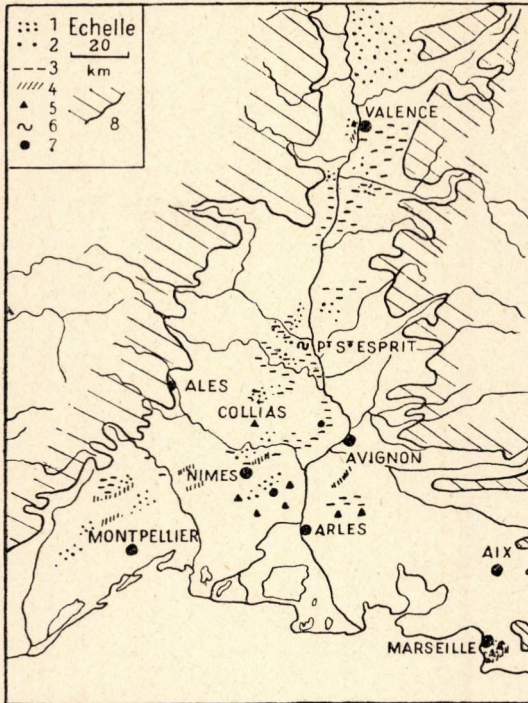 1 Echelle
2 20
3 km
4
5
6
7 8
VALENCE
PT ST ESPRIT
ALES
COLLIAS
AVIGNON
NIMES
ARLES
MONTPELLIER
AIX
MARSEILLE